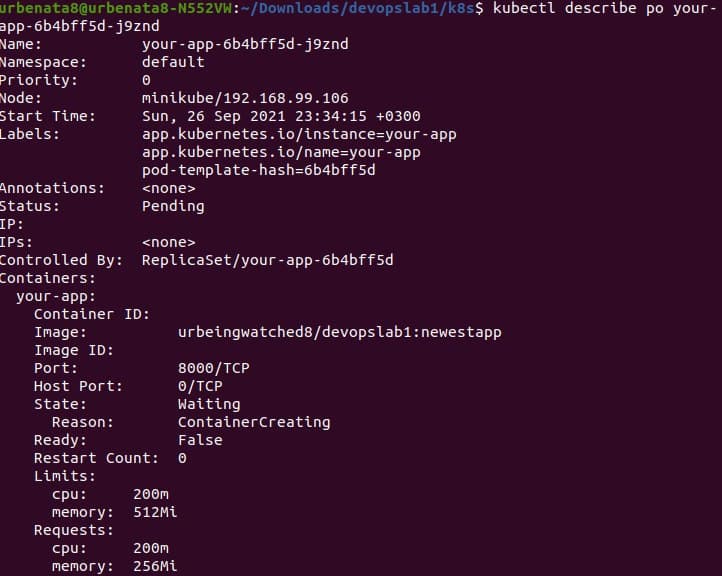 urbenata8@urbenata8-N552VW:~/Downloads/devopslab1/k8s$ kubectl describe po your-
app-6b4bff5d-j9znd
Name:           your-app-6b4bff5d-j9znd
Namespace:      default
Priority:       0
Node:           minikube/192.168.99.106
Start Time:     Sun, 26 Sep 2021 23:34:15 +0300
Labels:         app.kubernetes.io/instance=your-app
                app.kubernetes.io/name=your-app
                pod-template-hash=6b4bff5d
Annotations:    <none>
Status:         Pending
IP:
IPs:            <none>
Controlled By:  ReplicaSet/your-app-6b4bff5d
Containers:
  your-app:
    Container ID:
    Image:          urbeingwatched8/devopslab1:newestapp
    Image ID:
    Port:           8000/TCP
    Host Port:      0/TCP
    State:          Waiting
      Reason:       ContainerCreating
    Ready:          False
    Restart Count:  0
    Limits:
      cpu:     200m
      memory:  512Mi
    Requests:
      cpu:     200m
      memory:  256Mi